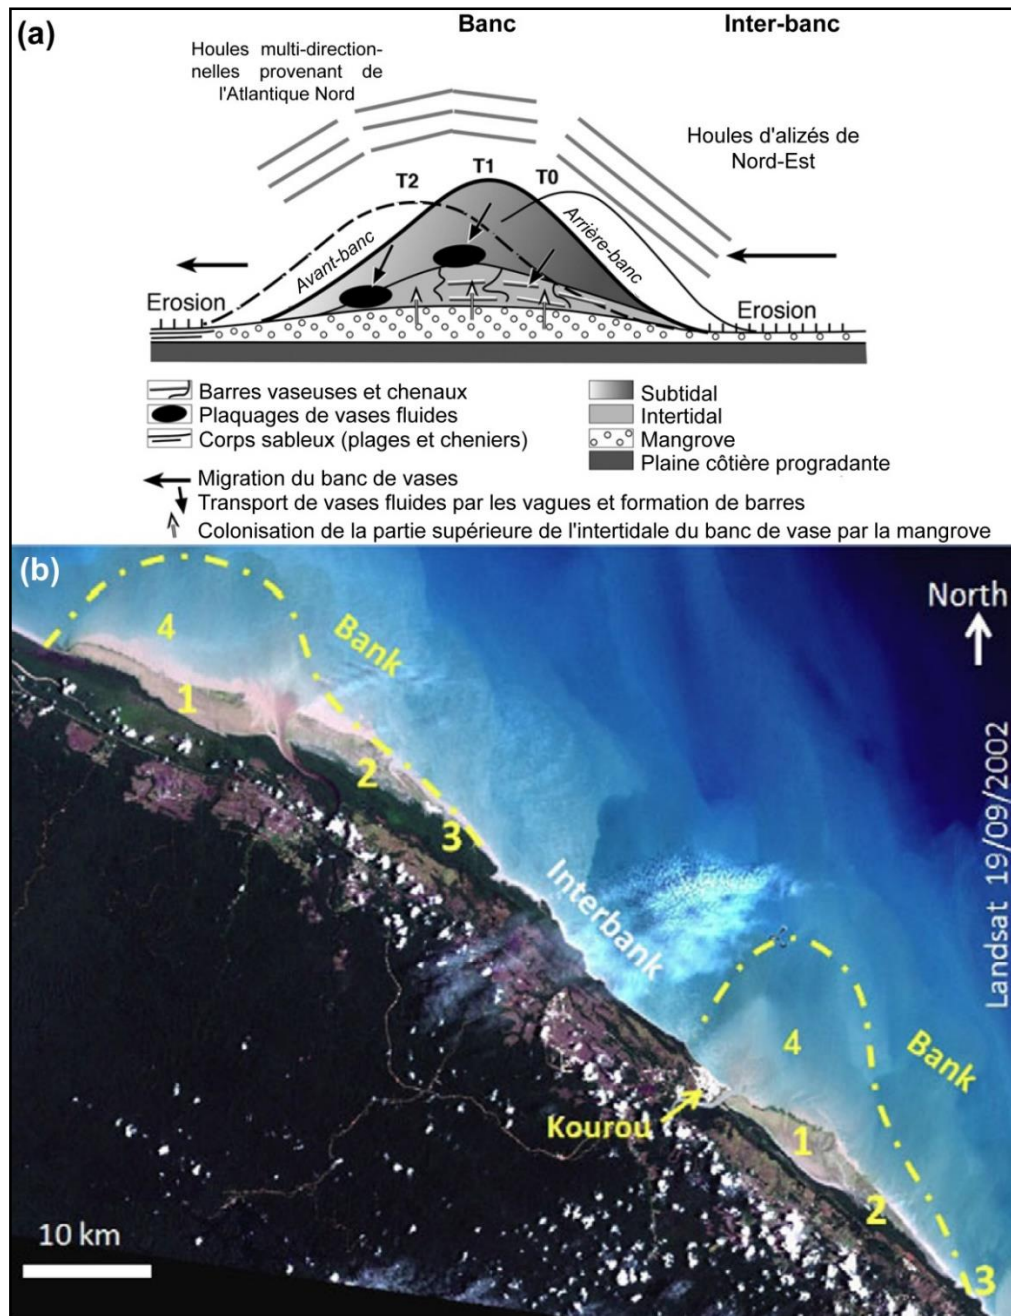 (a)
Banc
Inter-banc
Houles multi-direction-
nelles provenant de
l'Atlantique Nord
Houles d'alizés de
Nord-Est
T2
T1
T0
Avant-banc
Arrière-banc
Erosion
Erosion
Barres vaseuses et chenaux
Plaquages de vases fluides
Corps sableux (plages et cheniers)
Subtidal
Intertidal
Mangrove
Plaine côtière progradante
Migration du banc de vases
Transport de vases fluides par les vagues et formation de barres
Colonisation de la partie supérieure de l'intertidale du banc de vase par la mangrove
(b)
North
4
Bank
1
2
3
Interbank
Landsat 19/09/2002
4
Bank
Kourou
1
2
3
10 km